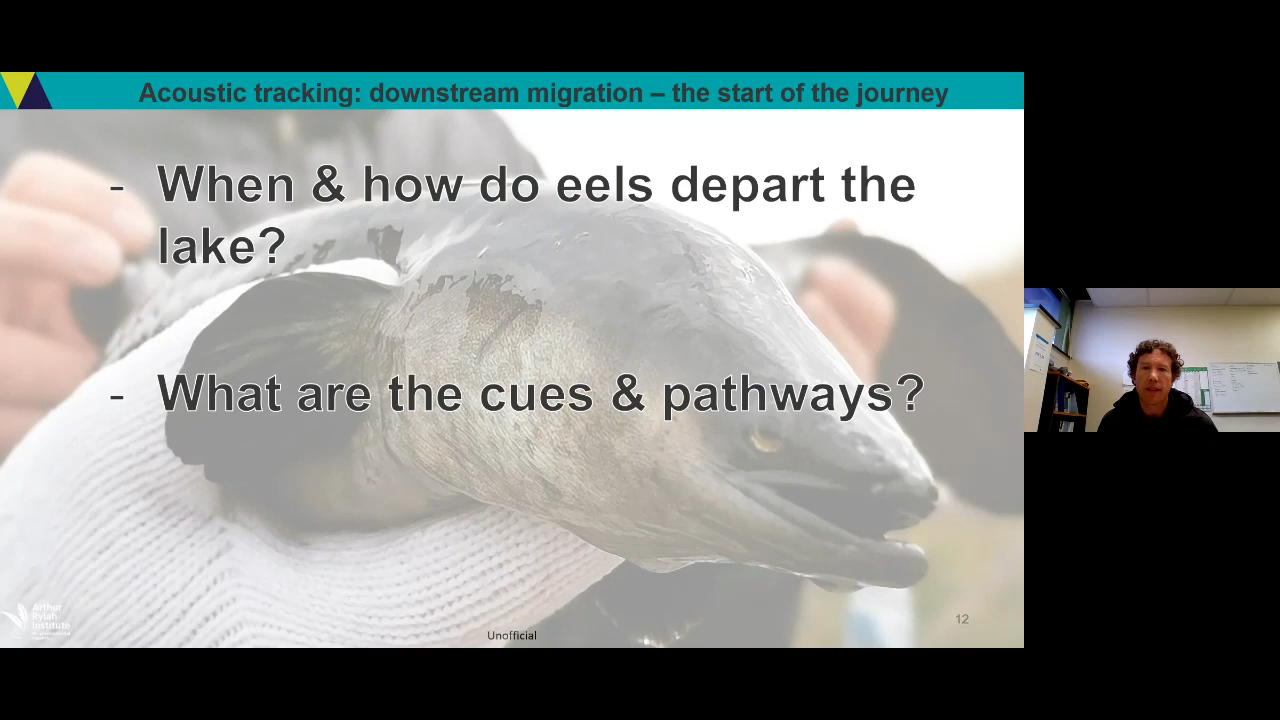 Acoustic tracking: downstream migration – the start of the journey
- When & how do eels depart the
lake?
- What are the cues & pathways?
Arthur
Rylah
Institute
12
Unofficial